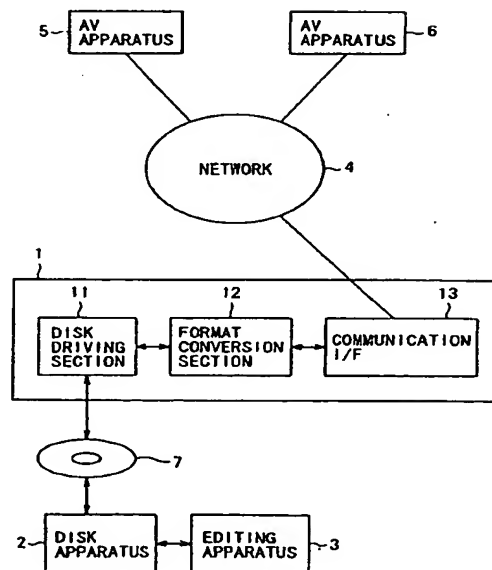 5
AV
APPARATUS
AV
APPARATUS
6
NETWORK
4
1
11
12
13
DISK
DRIVING
SECTION
FORMAT
CONVERSION
SECTION
COMMUNICATION
I/F
7
2
DISK
APPARATUS
EDITING
APPARATUS
3